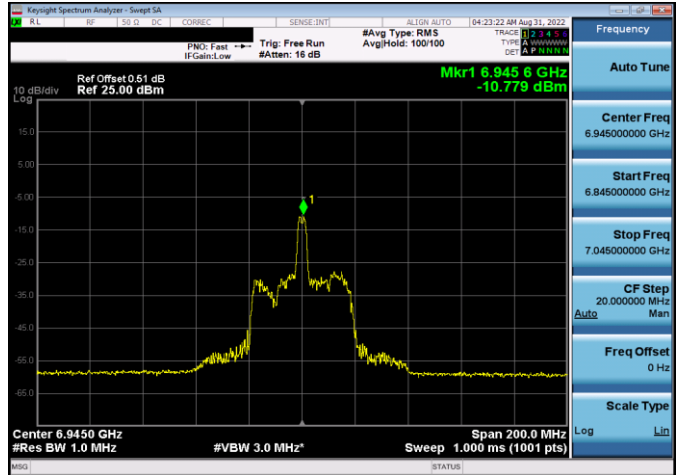 Keysight Spectrum Analyzer - Swept SA
RL RF 50 Ω DC CORREC SENSE:INT ALIGN AUTO 04:23:22 AM Aug 31, 2022
PNO: Fast
IFGain:Low
Trig: Free Run
#Atten: 16 dB
#Avg Type: RMS
Avg|Hold: 100/100
TRACE 1 2 3 4 5 6
TYPE A WWWWW
DET A P N N N N
Mkr1 6.945 6 GHz
-10.779 dBm
Ref Offset 0.51 dB
10 dB/div Ref 25.00 dBm
Log
15.0
5.00
-5.00
-15.0
-25.0
-35.0
-45.0
-55.0
-65.0
1
Center 6.9450 GHz Span 200.0 MHz
#Res BW 1.0 MHz #VBW 3.0 MHz* Sweep 1.000 ms (1001 pts)
MSG STATUS
Frequency
Auto Tune
Center Freq
6.945000000 GHz
Start Freq
6.845000000 GHz
Stop Freq
7.045000000 GHz
CF Step
20.000000 MHz
Auto Man
Freq Offset
0 Hz
Scale Type
Log Lin